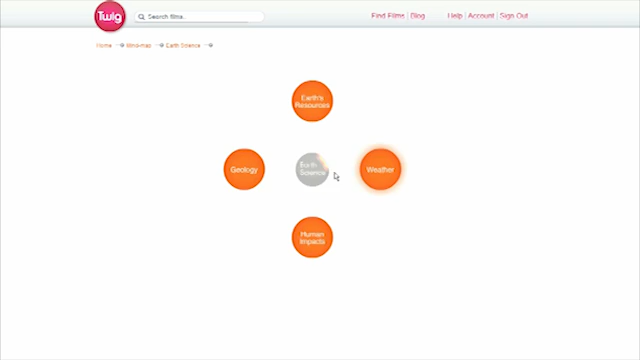 Twig
Search films..
Find Films | Blog
Help | Account | Sign Out
Home
Mind-map
Earth Science
Earth's
Resources
Geology
Earth
Science
Weather
Human
Impacts